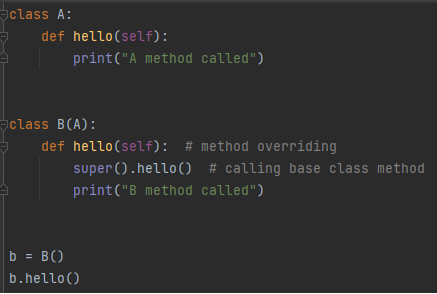 class A:
    def hello(self):
        print("A method called")
class B(A):
    def hello(self):  # method overriding
        super().hello()  # calling base class method
        print("B method called")
b = B()
b.hello()